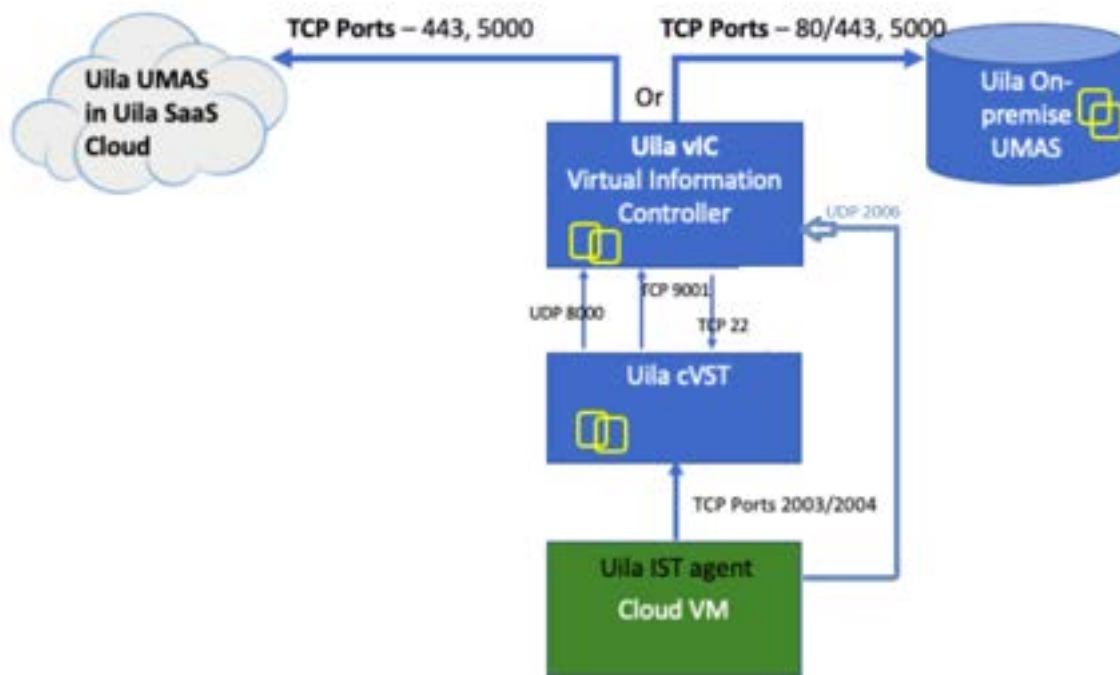 TCP Ports – 443, 5000
TCP Ports – 80/443, 5000
Uila UMAS
in Uila SaaS
Cloud
Or
Uila On-
premise
UMAS
Uila vIC
Virtual Information
Controller
UDP 2006
TCP 9001
UDP 8000
TCP 22
Uila cVST
TCP Ports 2003/2004
Uila IST agent
Cloud VM